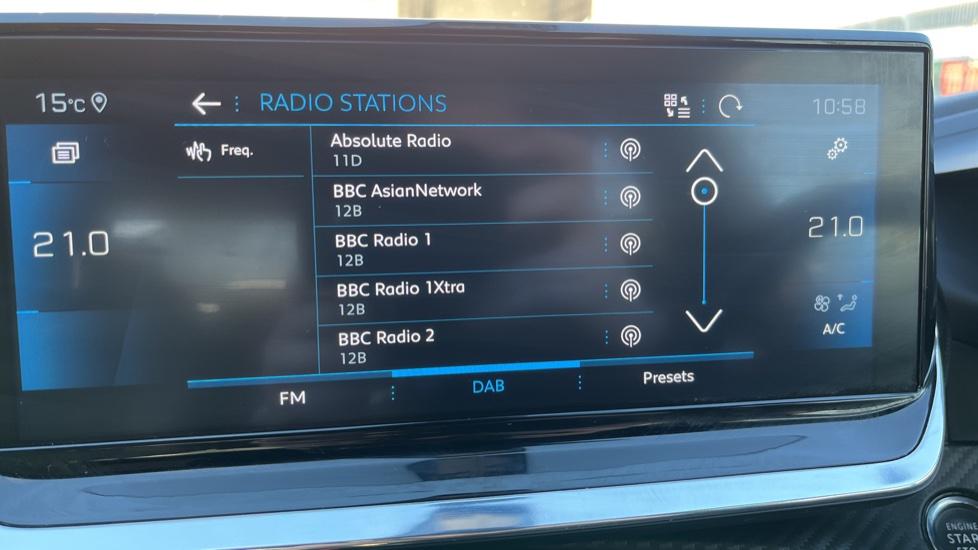 15°C
RADIO STATIONS
10:58
Freq.
Absolute Radio
11D
BBC AsianNetwork
12B
21.0
BBC Radio 1
12B
21.0
BBC Radio 1Xtra
12B
A/C
BBC Radio 2
12B
FM
DAB
Presets
ENGINE